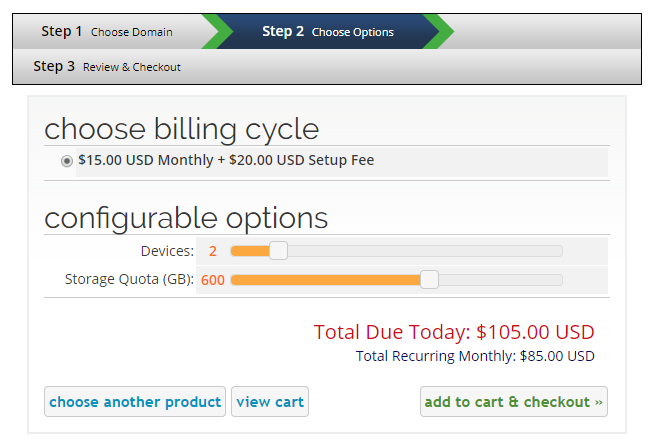 Step 1 Choose Domain
Step 2 Choose Options
Step 3 Review & Checkout
choose billing cycle
$15.00 USD Monthly + $20.00 USD Setup Fee
configurable options
Devices: 2
Storage Quota (GB): 600
Total Due Today: $105.00 USD
Total Recurring Monthly: $85.00 USD
choose another product
view cart
add to cart & checkout »